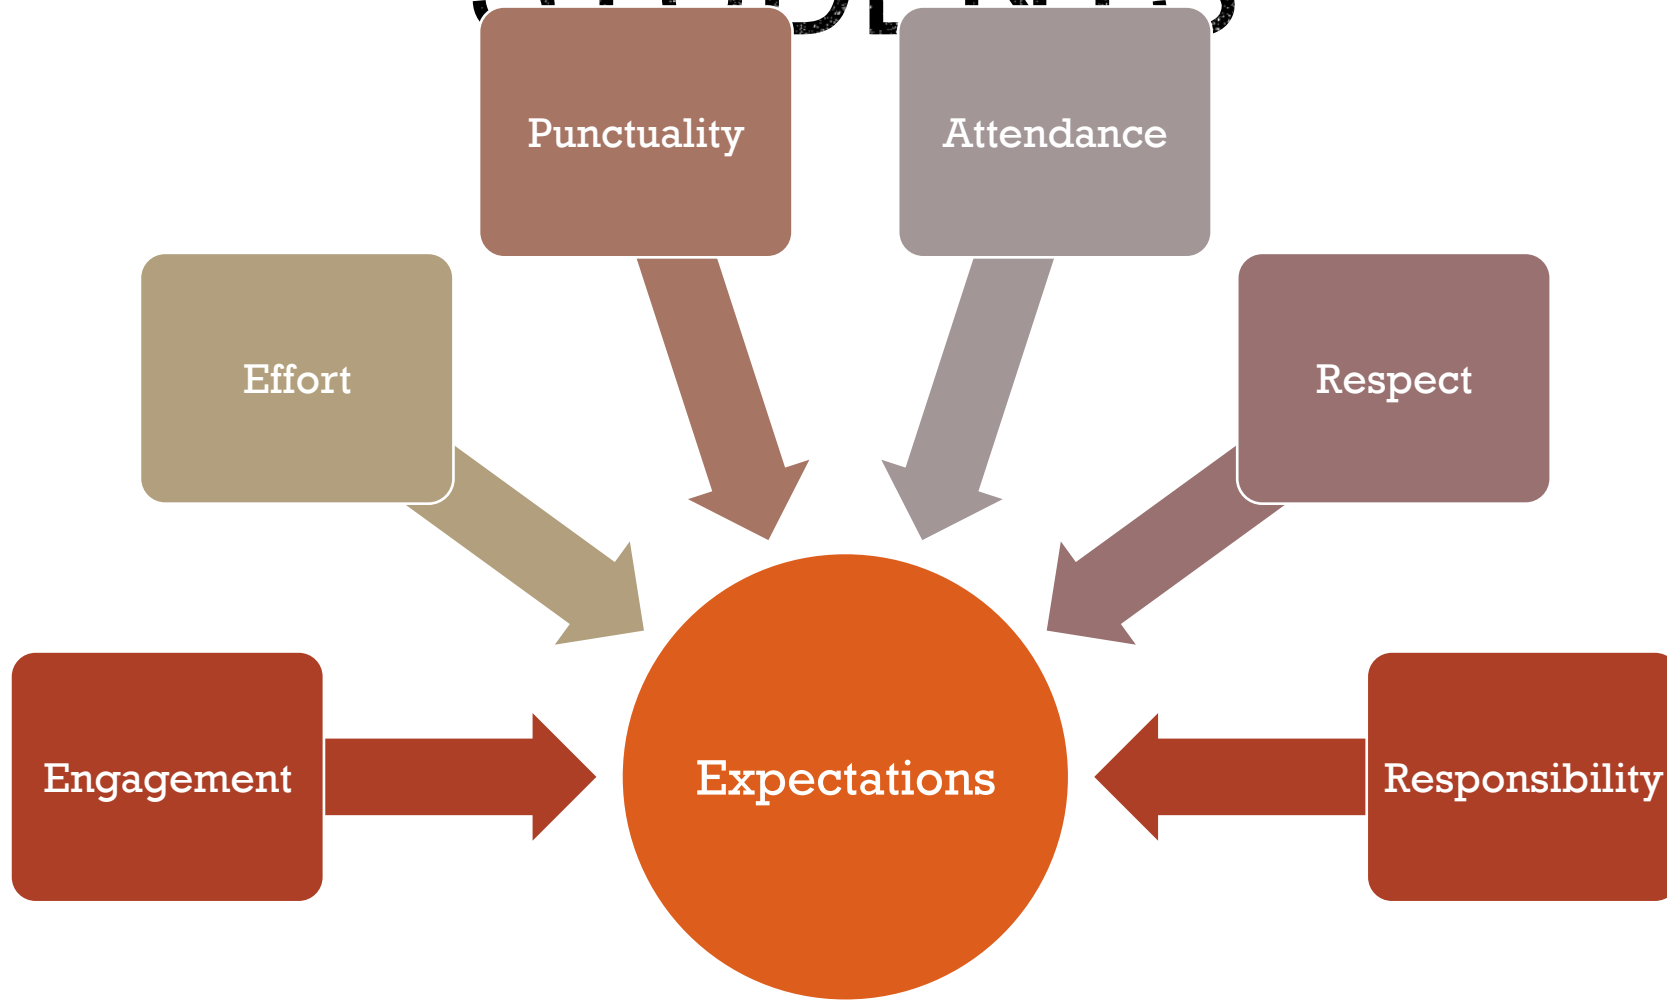 Punctuality
Attendance
Effort
Respect
Engagement
Expectations
Responsibility